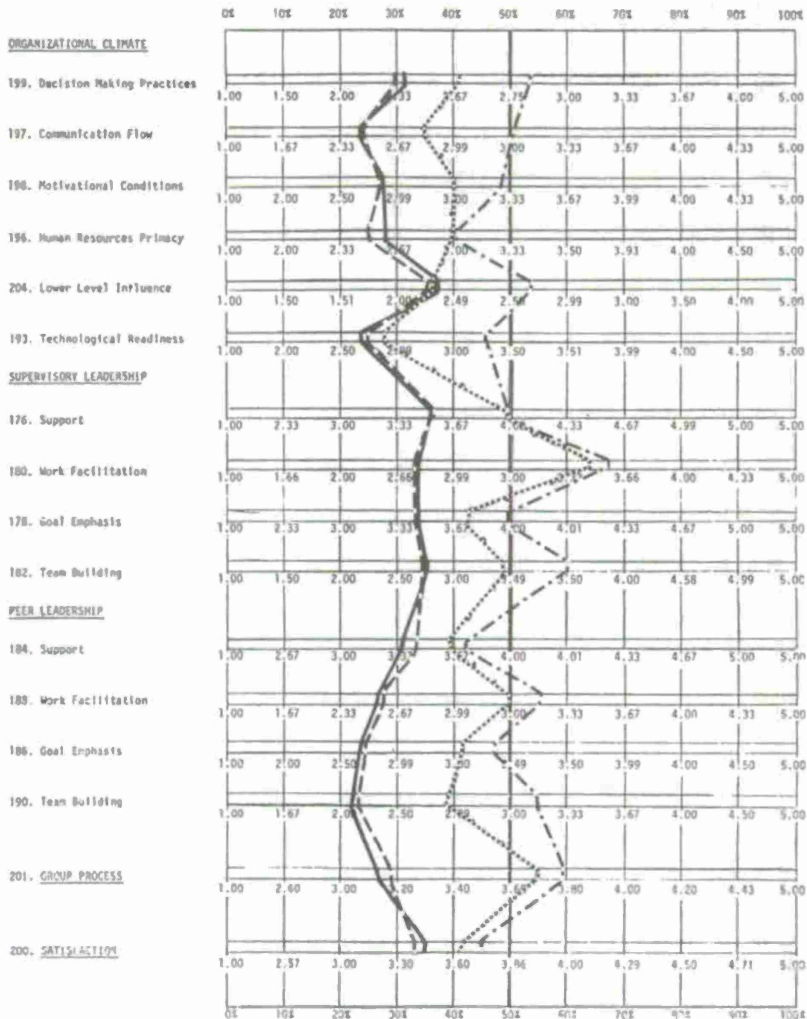 0% 10% 20% 30% 40% 50% 60% 70% 80% 90% 100%
ORGANIZATIONAL CLIMATE
199. Decision Making Practices
1.00 1.50 2.00 2.33 2.67 2.75 3.00 3.33 3.67 4.00 5.00
197. Communication Flow
1.00 1.67 2.33 2.67 2.99 3.00 3.33 3.67 4.00 4.33 5.00
198. Motivational Conditions
1.00 2.00 2.99 3.00 3.33 3.67 4.00 4.33 5.00
196. Human Resources Primacy
1.00 2.00 2.33 2.67 3.00 3.33 3.67 3.93 4.00 4.50 5.00
204. Lower Level Influence
1.00 1.50 1.51 2.00 2.49 2.99 3.00 3.50 4.00 5.00
193. Technological Readiness
1.00 2.00 2.50 3.00 3.50 3.51 3.99 4.00 4.50 5.00
SUPERVISORY LEADERSHIP
176. Support
1.00 2.33 3.00 3.33 3.67 4.00 4.33 4.67 4.99 5.00 5.00
180. Work Facilitation
1.00 1.66 2.00 2.66 2.99 3.00 3.66 4.00 4.33 5.00
178. Goal Emphasis
1.00 2.33 3.00 3.33 3.67 4.00 4.01 4.33 4.67 5.00 5.00
182. Team Building
1.00 1.50 2.00 2.50 3.00 3.49 3.50 4.00 4.58 4.99 5.00
PEER LEADERSHIP
184. Support
1.00 2.67 3.00 3.33 3.67 4.00 4.01 4.33 4.67 5.00 5.00
188. Work Facilitation
1.00 1.67 2.33 2.67 2.99 3.00 3.33 3.67 4.00 4.33 5.00
186. Goal Emphasis
1.00 2.00 2.50 2.99 3.00 3.49 3.50 4.00 4.50 5.00
190. Team Building
1.00 1.67 2.00 2.50 3.00 3.33 3.67 4.00 4.50 5.00
201. GROUP PROCESS
1.00 2.60 3.00 3.20 3.40 3.80 4.00 4.20 4.43 5.00
200. SATISFACTION
1.00 2.57 3.00 3.30 3.60 3.86 4.00 4.29 4.50 4.71 5.00
0% 10% 20% 30% 40% 50% 60% 70% 80% 90% 100%